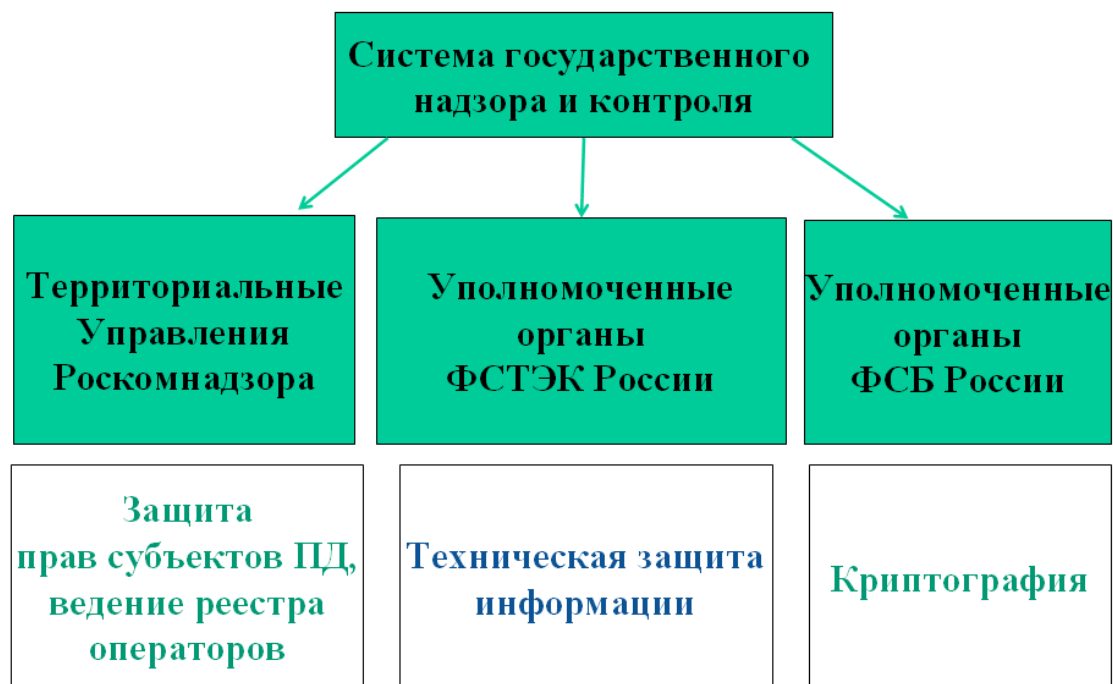 Система государственного
надзора и контроля
Территориальные
Управления
Роскомнадзора
Уполномоченные
органы
ФСТЭК России
Уполномоченные
органы
ФСБ России
Защита
прав субъектов ПД,
ведение реестра
операторов
Техническая защита
информации
Криптография